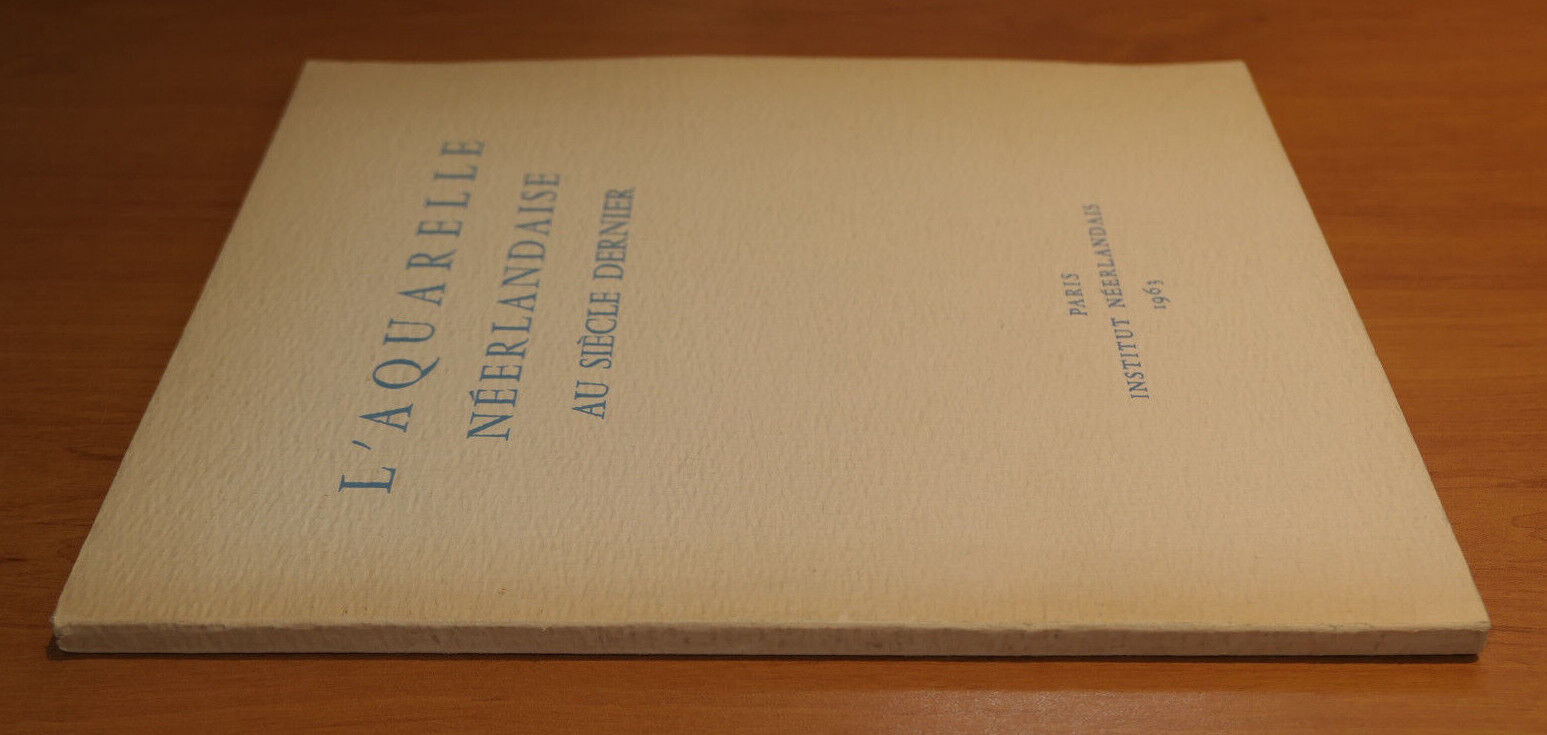 L'AQUARELLE
NÉERLANDAISE
AU SIÈCLE DERNIER
PARIS
INSTITUT NÉERLANDAIS
1963